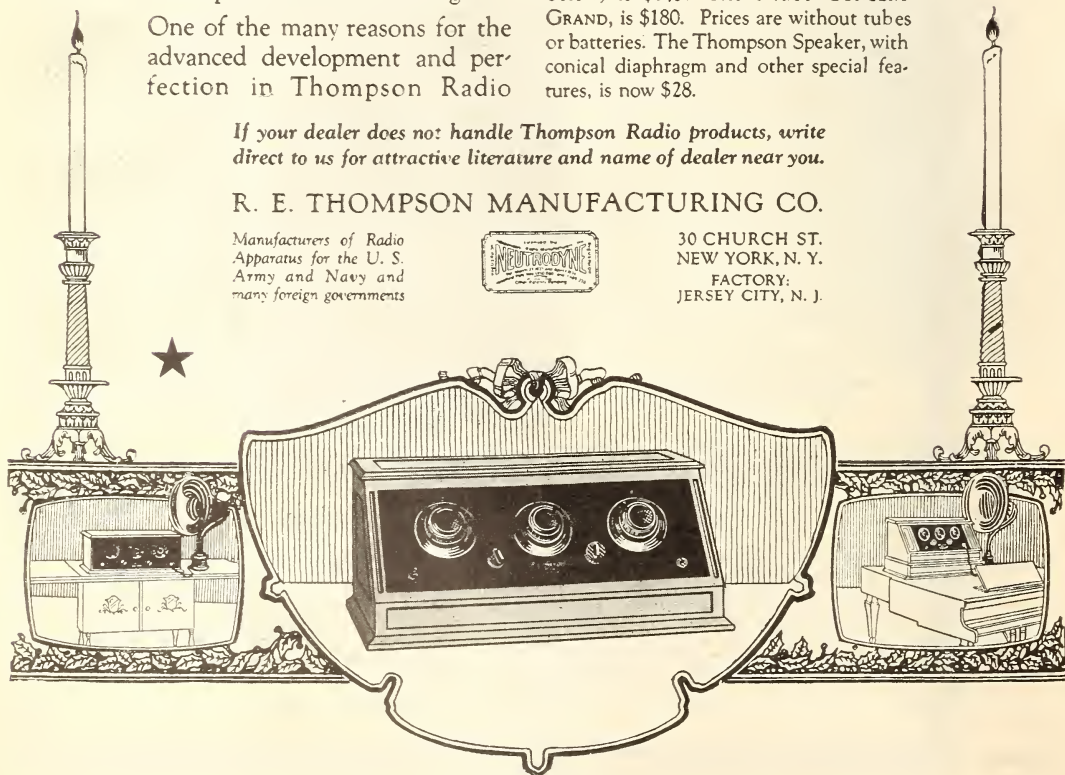 One of the many reasons for the
advanced development and per-
fection in Thompson Radio
GRAND, is $180. Prices are without tubes
or batteries. The Thompson Speaker, with
conical diaphragm and other special fea-
tures, is now $28.
If your dealer does not handle Thompson Radio products, write
direct to us for attractive literature and name of dealer near you.
R. E. THOMPSON MANUFACTURING CO.
Manufacturers of Radio
Apparatus for the U. S.
Army and Navy and
many foreign governments
NEUTRODYNE
30 CHURCH ST.
NEW YORK, N. Y.
FACTORY:
JERSEY CITY, N. J.